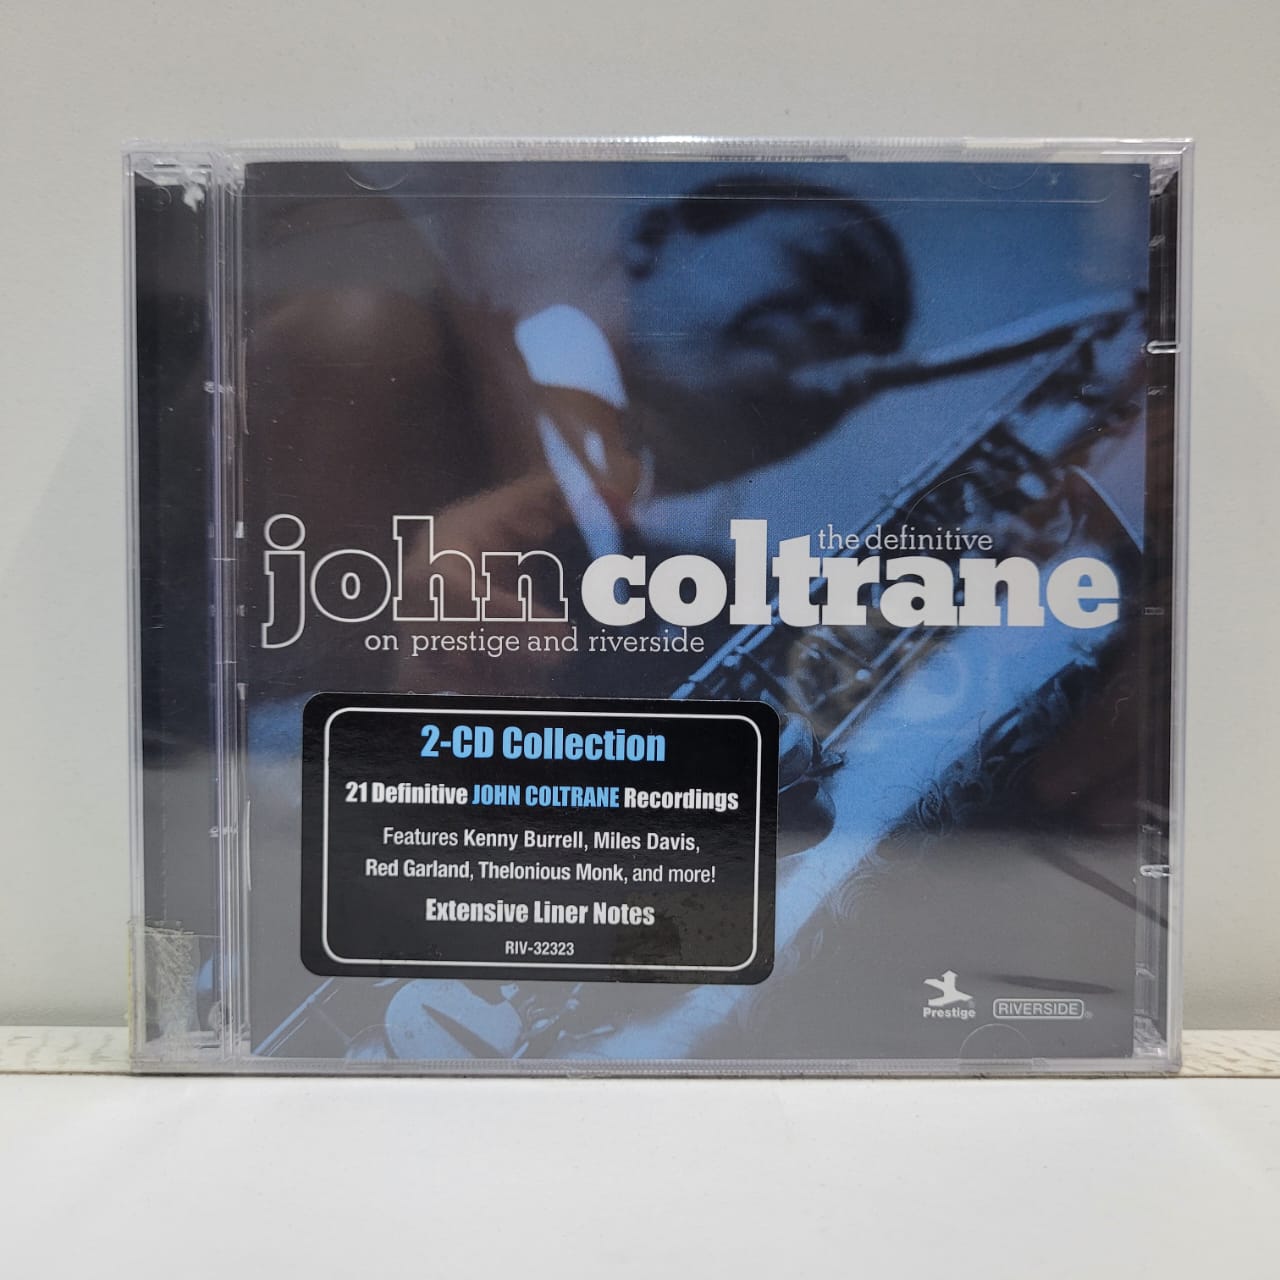 the definitive
john coltrane
on prestige and riverside
2-CD Collection
21 Definitive JOHN COLTRANE Recordings
Features Kenny Burrell, Miles Davis,
Red Garland, Thelonious Monk, and more!
Extensive Liner Notes
RIV-32323
Prestige
RIVERSIDE